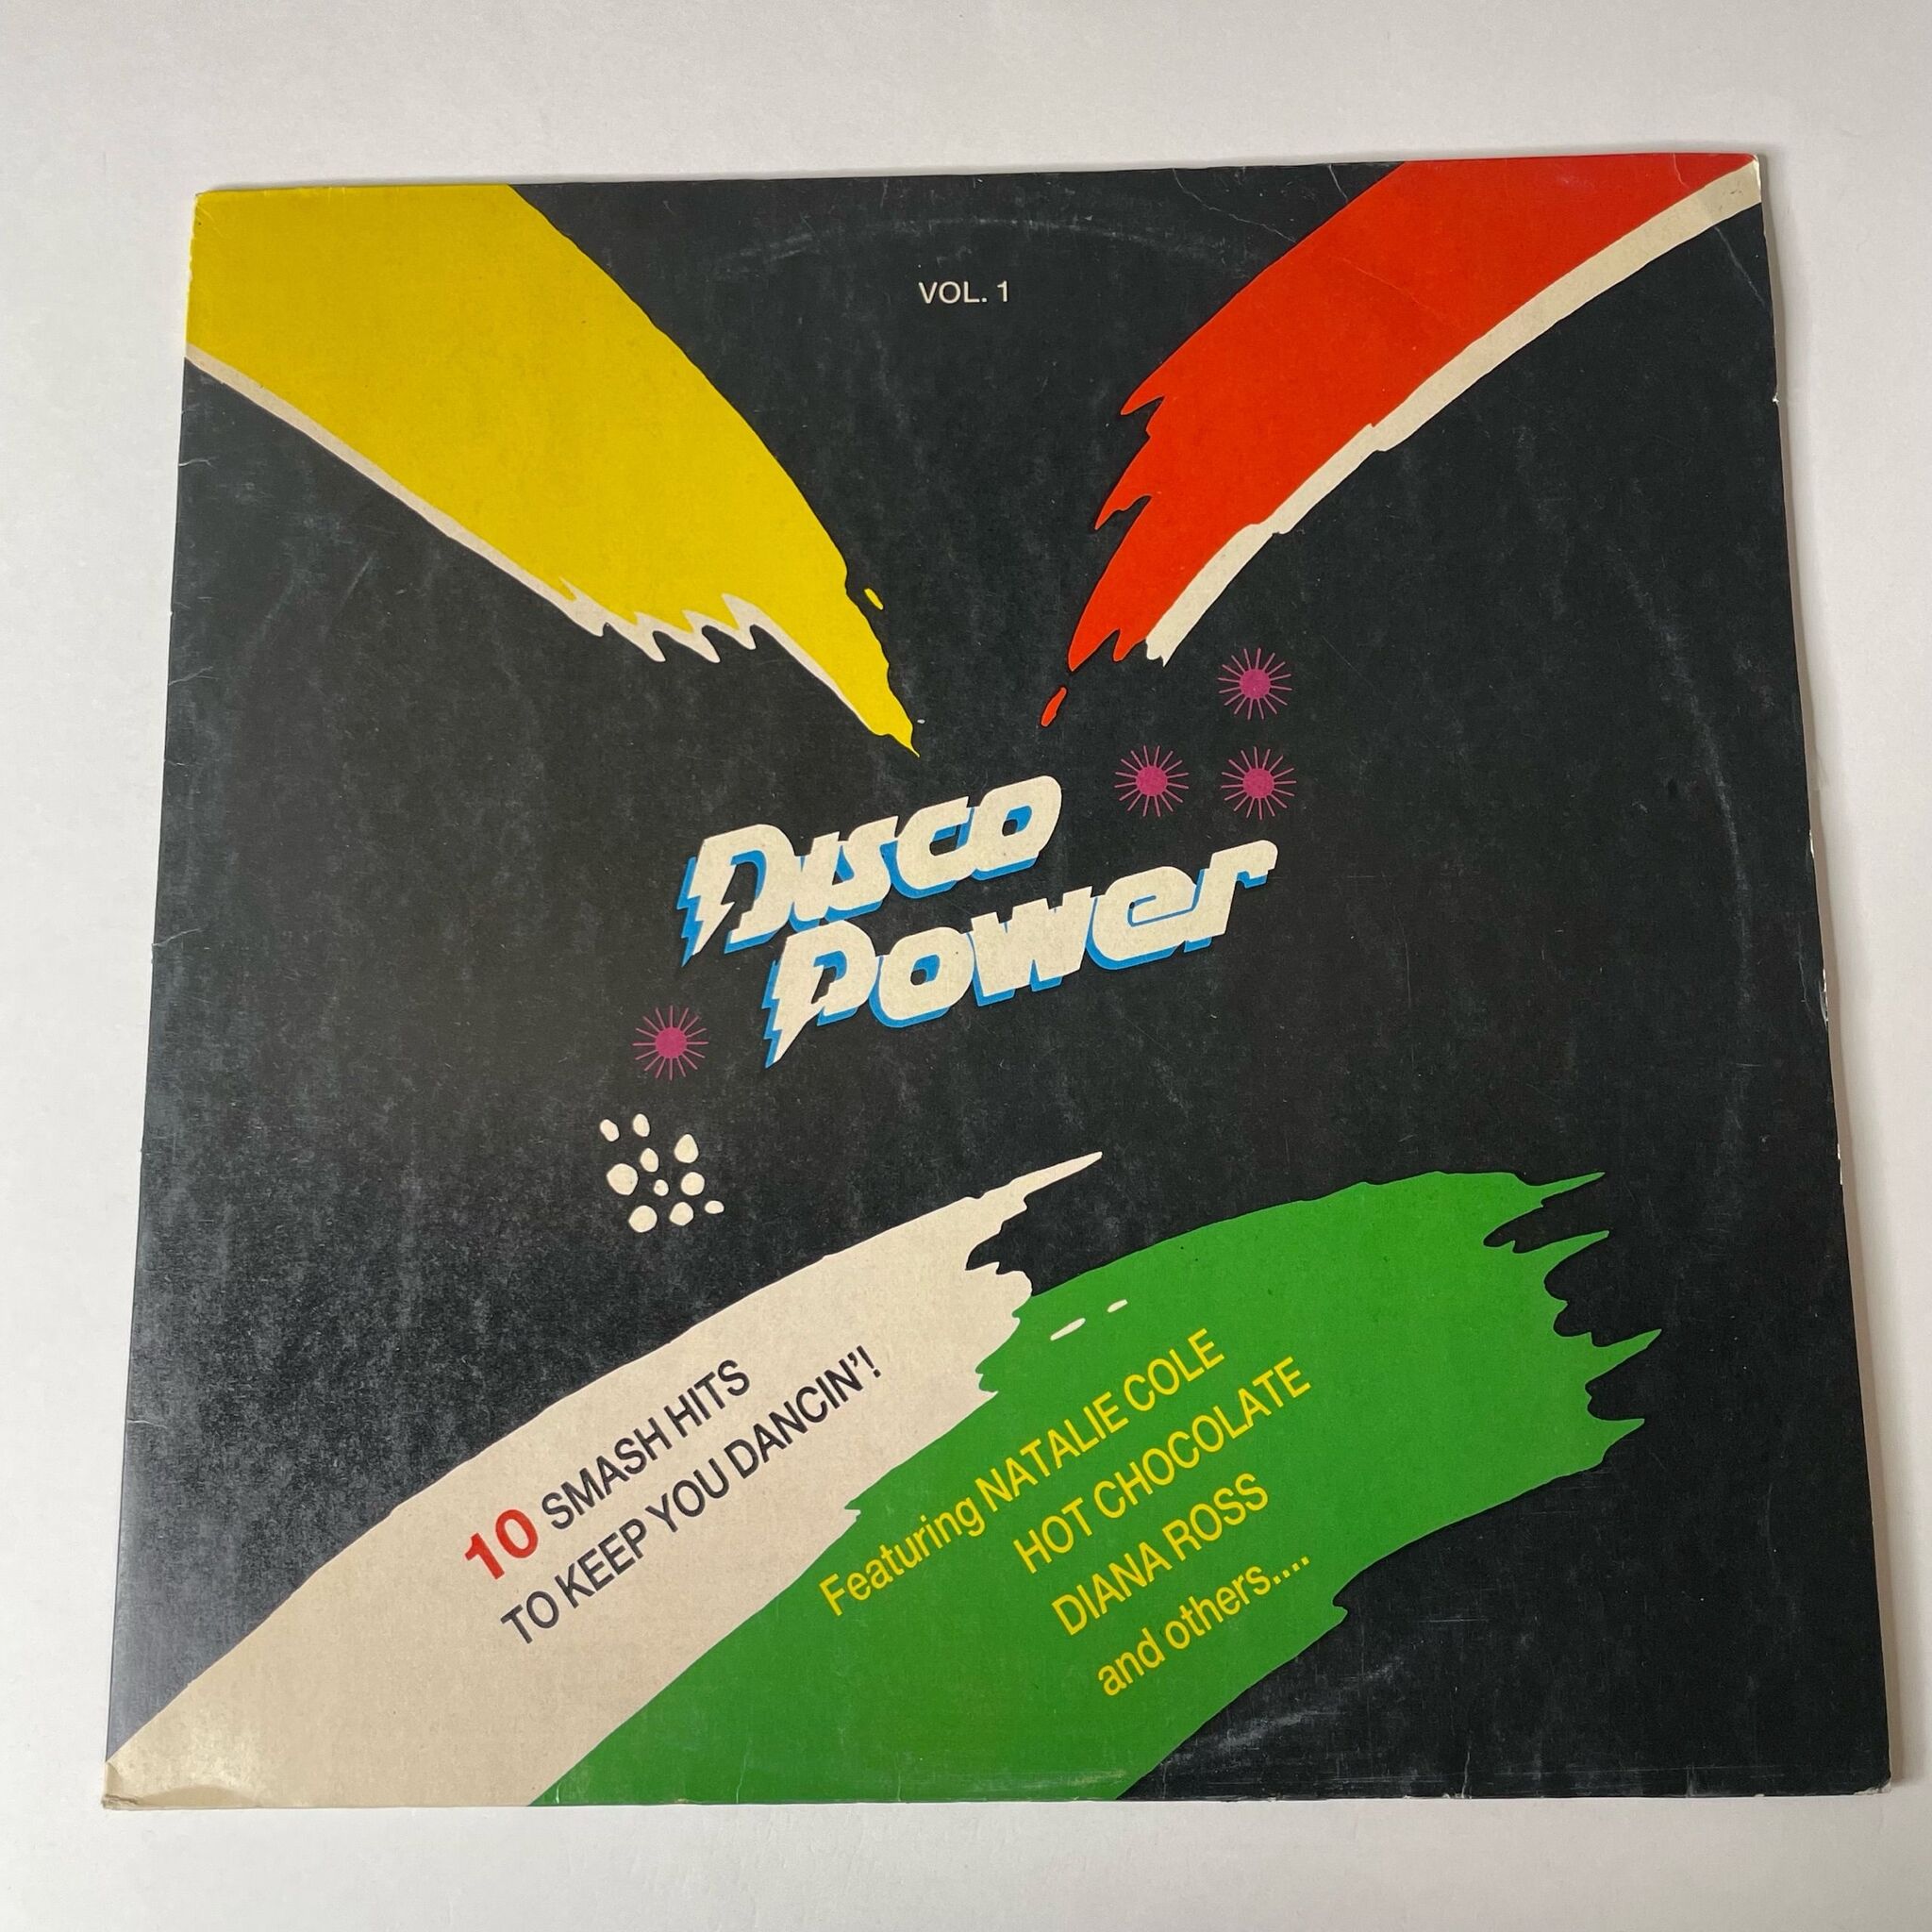 VOL. 1
Disco
Power
10 SMASH HITS
TO KEEP YOU DANCIN'!
Featuring NATALIE COLE
HOT CHOCOLATE
DIANA ROSS
and others....